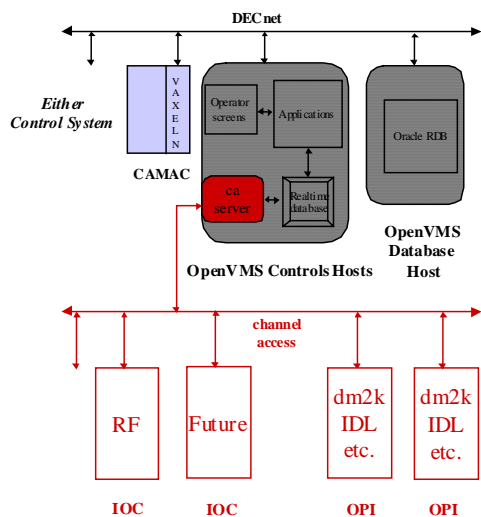 DECnet
Either
Control System
VAXELN
CAMAC
Operator
screens
Applications
ca
server
Realtime
database
Oracle RDB
OpenVMS Controls Hosts
OpenVMS
Database
Host
channel
access
RF
Future
dm2k
IDL
etc.
dm2k
IDL
etc.
IOC
IOC
OPI
OPI